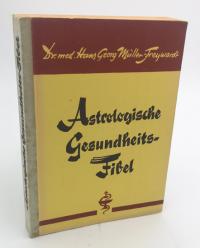 Dr. med. Hans Georg Müller-Freywardt
Astrologische
Gesundheits-
Fibel